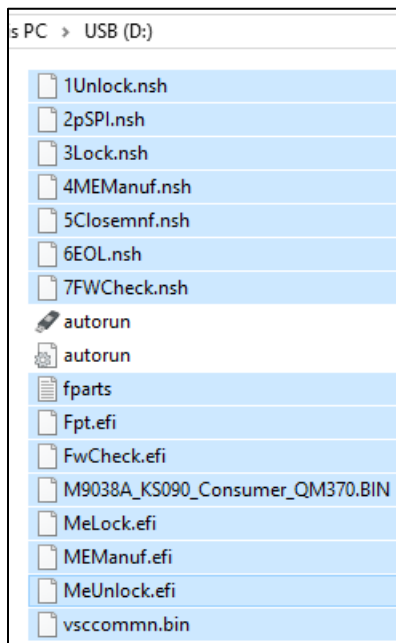 s PC > USB (D:)
1Unlock.nsh
2pSPI.nsh
3Lock.nsh
4MEManuf.nsh
5Closemnf.nsh
6EOL.nsh
7FWCheck.nsh
autorun
autorun
fparts
Fpt.efi
FwCheck.efi
M9038A_KS090_Consumer_QM370.BIN
MeLock.efi
MEManuf.efi
MeUnlock.efi
vsccommn.bin